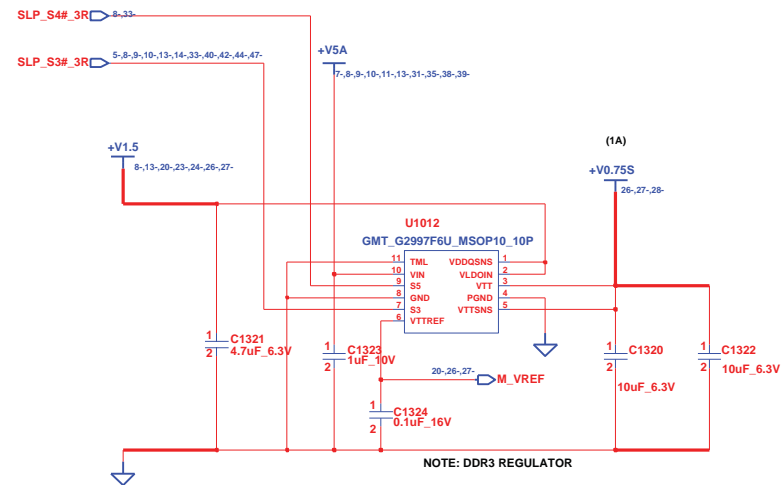 SLP_S4#_3R
8-,33-
SLP_S3#_3R
5-,8-,9-,10-,13-,14-,33-,40-,42-,44-,47-
+V5A
7-,8-,9-,10-,11-,13-,31-,35-,38-,39-
+V1.5
8-,13-,20-,23-,24-,26-,27-
(1A)
+V0.75S
26-,27-,28-
U1012
GMT_G2997F6U_MSOP10_10P
11 TML VDDQSNS 1
10 VIN VLDOIN 2
9 S5 VTT 3
8 GND PGND 4
7 S3 VTTSNS 5
6 VTTREF
1
2
C1321
4.7uF_6.3V
1
2
C1323
1uF_10V
1
2
C1320
10uF_6.3V
1
2
C1322
10uF_6.3V
20-,26-,27-
M_VREF
1
2
C1324
0.1uF_16V
NOTE: DDR3 REGULATOR